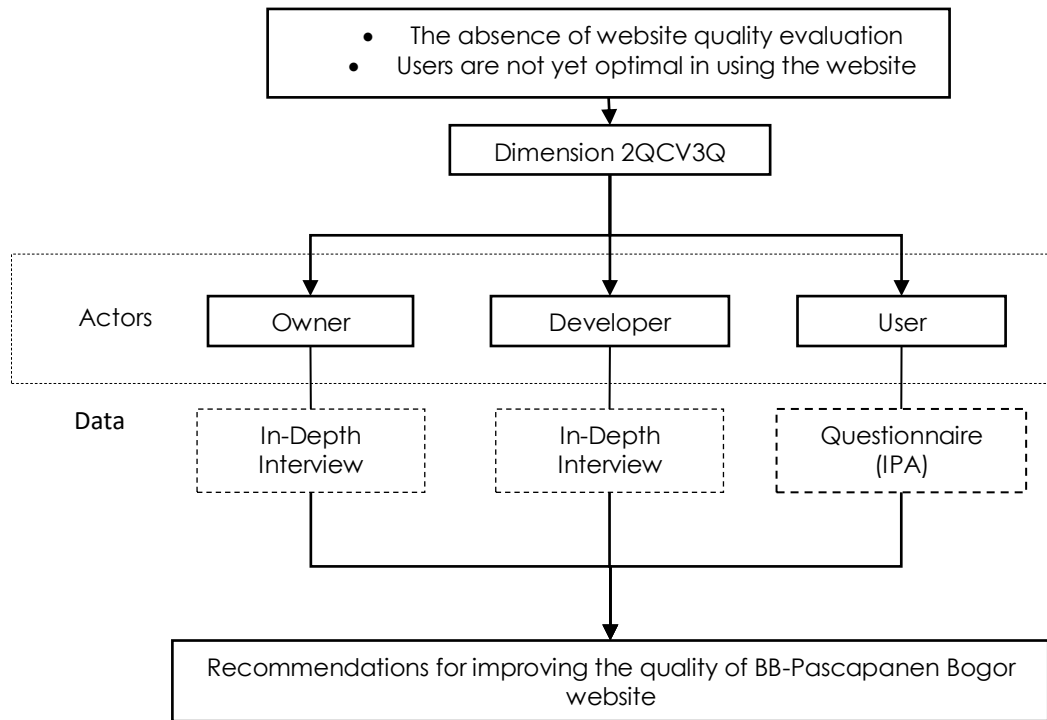 • The absence of website quality evaluation
• Users are not yet optimal in using the website
Dimension 2QCV3Q
Actors
Owner
Developer
User
Data
In-Depth
Interview
In-Depth
Interview
Questionnaire
(IPA)
Recommendations for improving the quality of BB-Pascapanen Bogor
website